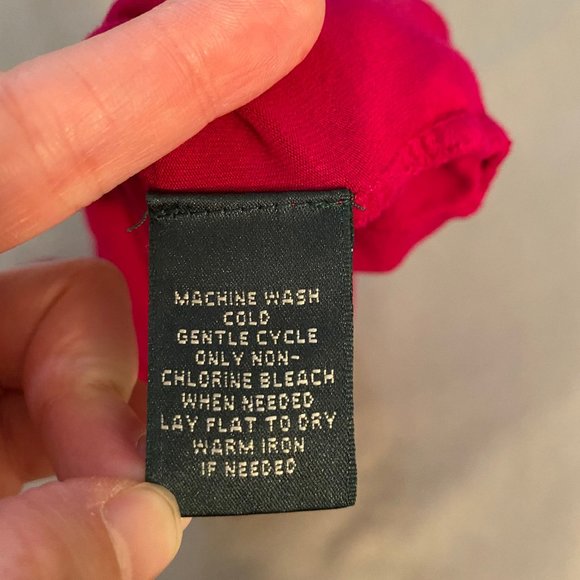 MACHINE WASH
COLD
GENTLE CYCLE
ONLY NON-
CHLORINE BLEACH
WHEN NEEDED
LAY FLAT TO DRY
WARM IRON
IF NEEDED